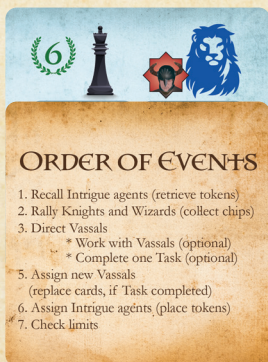 6
ORDER OF EVENTS
1. Recall Intrigue agents (retrieve tokens)
2. Rally Knights and Wizards (collect chips)
3. Direct Vassals
* Work with Vassals (optional)
* Complete one Task (optional)
5. Assign new Vassals
(replace cards, if Task completed)
6. Assign Intrigue agents (place tokens)
7. Check limits